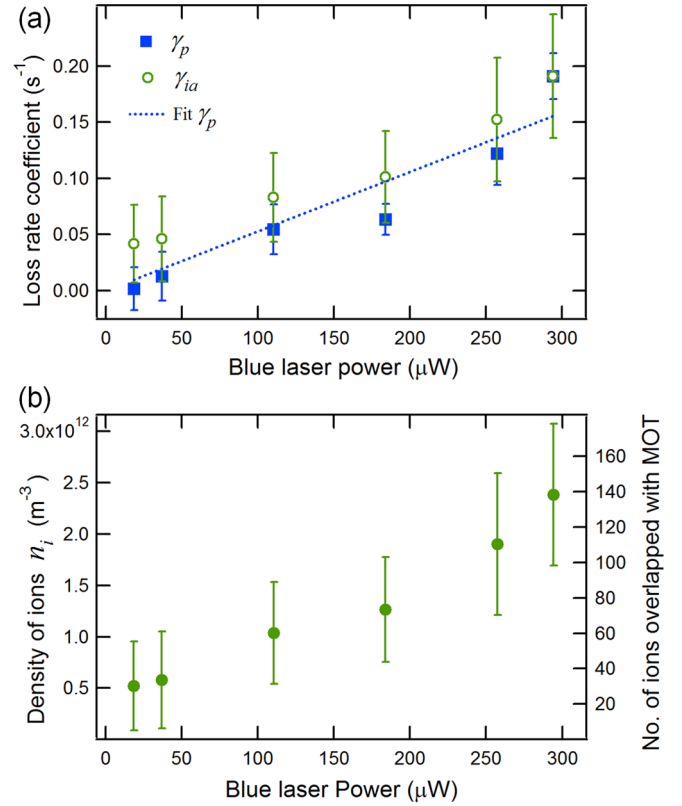 (a)
Loss rate coefficient (s⁻¹)
0.20
0.15
0.10
0.05
0.00
γp
γia
Fit γp
0 50 100 150 200 250 300
Blue laser power (μW)
(b)
Density of ions ni (m⁻³)
3.0x10¹²
2.5
2.0
1.5
1.0
0.5
160
140
120
100
80
60
40
20
No. of ions overlapped with MOT
0 50 100 150 200 250 300
Blue laser Power (μW)